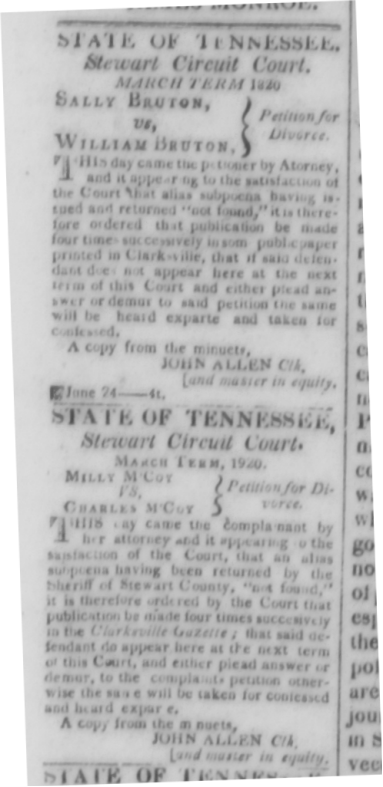 JAMES MONROE.
STATE OF TENNESSEE,
Stewart Circuit Court.
MARCH TERM 1820
SALLY BRUTON,
vs,
WILLIAM BRUTON,
Petition for
Divorce.
THIS day came the petitioner by Atorney,
and it appearing to the satisfaction of
the Court that alias subpoena having is-
sued and returned "not found," it is there-
fore ordered that publication be made
four times successively in som public paper
printed in Clarksville, that if said defen-
dant does not appear here at the next
term of this Court and either plead an-
swer or demur to said petition the same
will be heard exparte and taken for
confessed.
A copy from the minuets,
JOHN ALLEN Clk,
[and master in equity.
June 24——4t.
STATE OF TENNESSEE,
Stewart Circuit Court.
MARCH TERM, 1920.
MILLY M'COY
VS,
CHARLES M'COY
Petition for Di-
vorce.
THIS day came the complainant by
her attorney and it appearing to the
satisfaction of the Court, that an alias
subpoena having been returned by the
Sheriff of Stewart County, "not found,"
it is therefore ordered by the Court that
publication be made four times succesively
in the Clarksville Gazette; that said de-
fendant do appear here at the next term
of this Court, and either plead answer or
demur, to the complaints petition other-
wise the same will be taken for confessed
and heard exparte.
A copy from the minuets,
JOHN ALLEN Clk,
[and master in equity.
STATE OF TENNES